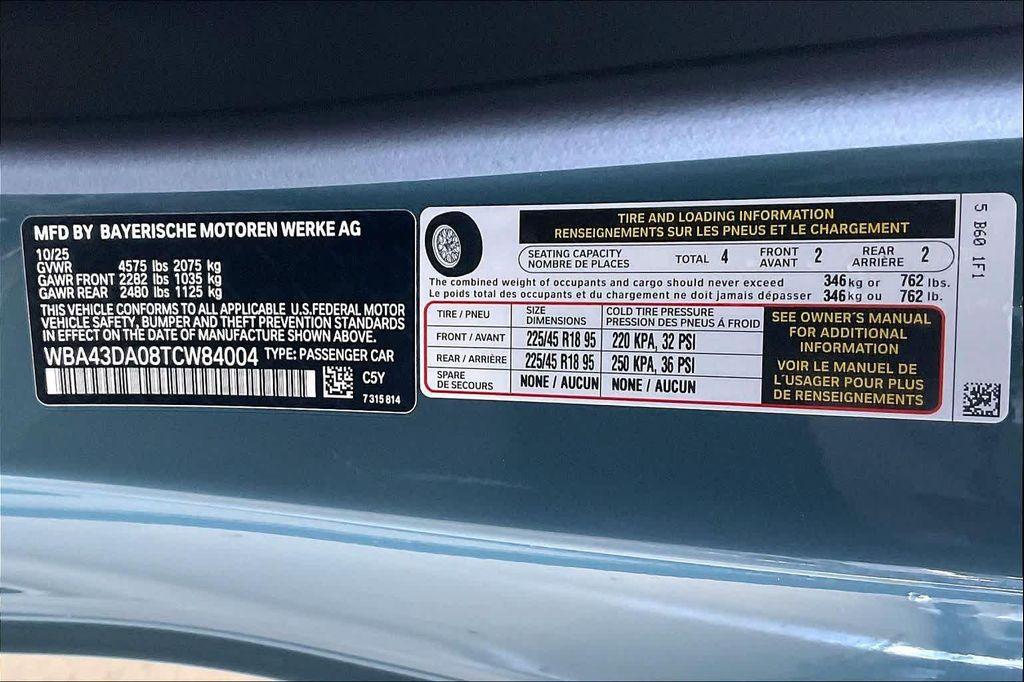 MFD BY BAYERISCHE MOTOREN WERKE AG
10/25
GVWR 4575 lbs 2075 kg
GAWR FRONT 2282 lbs 1035 kg
GAWR REAR 2480 lbs 1125 kg
THIS VEHICLE CONFORMS TO ALL APPLICABLE U.S.FEDERAL MOTOR
VEHICLE SAFETY, BUMPER AND THEFT PREVENTION STANDARDS
IN EFFECT ON THE DATE OF MANUFACTURE SHOWN ABOVE.
WBA43DA08TCW84004 TYPE: PASSENGER CAR
C5Y
7 315 814
TIRE AND LOADING INFORMATION
RENSEIGNEMENTS SUR LES PNEUS ET LE CHARGEMENT
SEATING CAPACITY
NOMBRE DE PLACES
TOTAL 4
FRONT
AVANT 2
REAR
ARRIÈRE 2
The combined weight of occupants and cargo should never exceed 346 kg or 762 lbs.
Le poids total des occupants et du chargement ne doit jamais dépasser 346 kg ou 762 lb.
TIRE / PNEU
SIZE
DIMENSIONS
COLD TIRE PRESSURE
PRESSION DES PNEUS À FROID
FRONT / AVANT 225/45 R18 95 220 KPA, 32 PSI
REAR / ARRIÈRE 225/45 R18 95 250 KPA, 36 PSI
SPARE
DE SECOURS
NONE / AUCUN NONE / AUCUN
SEE OWNER'S MANUAL
FOR ADDITIONAL
INFORMATION
VOIR LE MANUEL DE
L'USAGER POUR PLUS
DE RENSEIGNEMENTS
5 B60 1F1